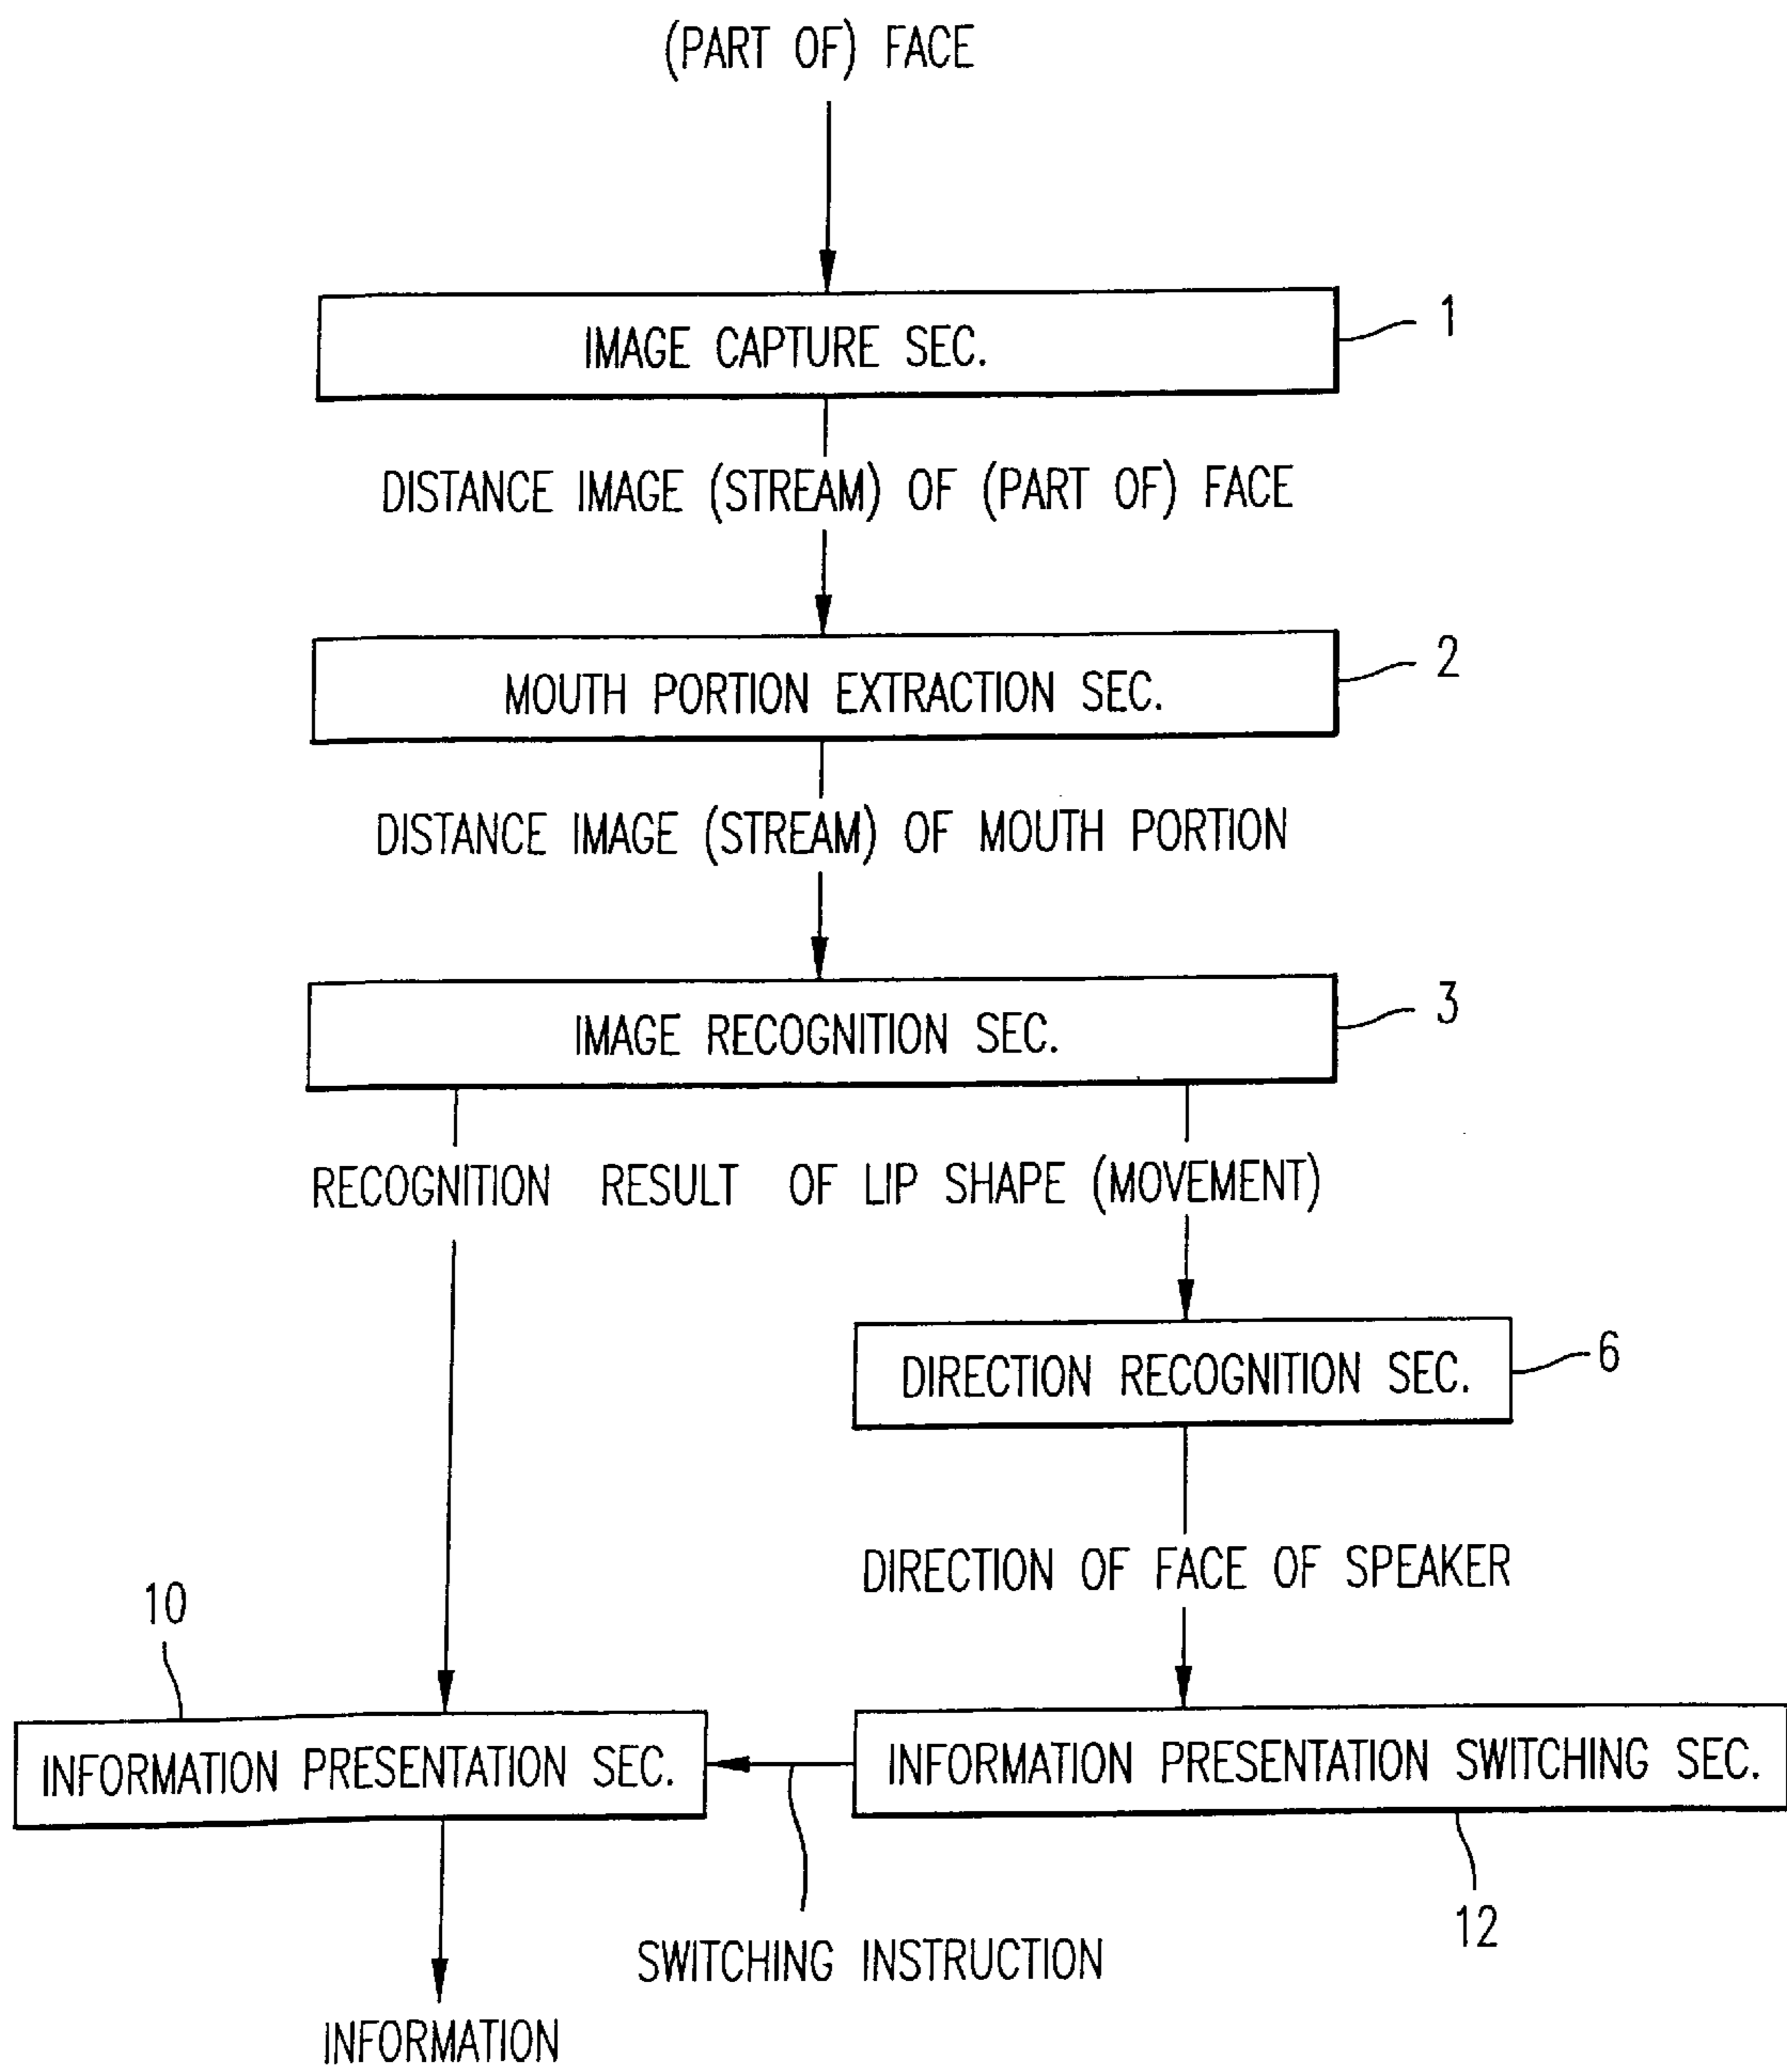 (PART OF) FACE
IMAGE CAPTURE SEC.
1
DISTANCE IMAGE (STREAM) OF (PART OF) FACE
MOUTH PORTION EXTRACTION SEC.
2
DISTANCE IMAGE (STREAM) OF MOUTH PORTION
IMAGE RECOGNITION SEC.
3
RECOGNITION RESULT OF LIP SHAPE (MOVEMENT)
DIRECTION RECOGNITION SEC.
6
DIRECTION OF FACE OF SPEAKER
10
INFORMATION PRESENTATION SEC.
INFORMATION PRESENTATION SWITCHING SEC.
12
SWITCHING INSTRUCTION
INFORMATION